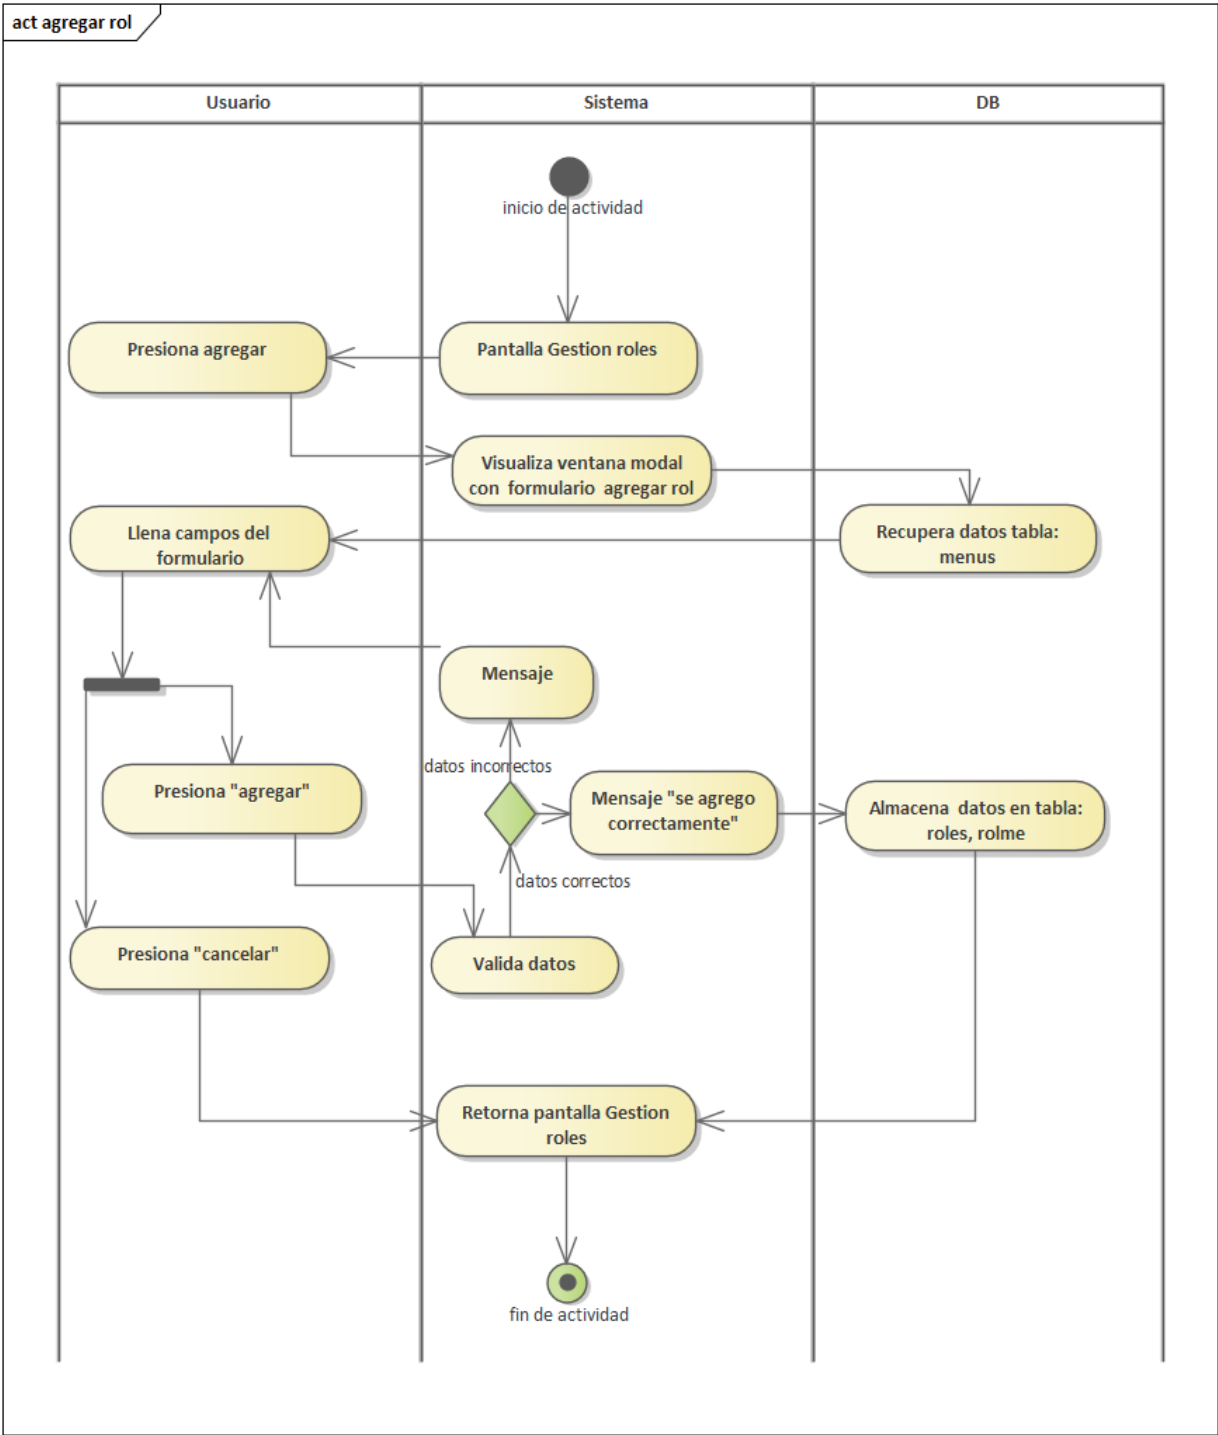 act agregar rol
Usuario
Sistema
DB
inicio de actividad
Presiona agregar
Pantalla Gestion roles
Visualiza ventana modal
con formulario agregar rol
Llena campos del
formulario
Recupera datos tabla:
menus
Mensaje
datos incorrectos
Presiona "agregar"
Mensaje "se agrego
correctamente"
Almacena datos en tabla:
roles, rolme
datos correctos
Presiona "cancelar"
Valida datos
Retorna pantalla Gestion
roles
fin de actividad